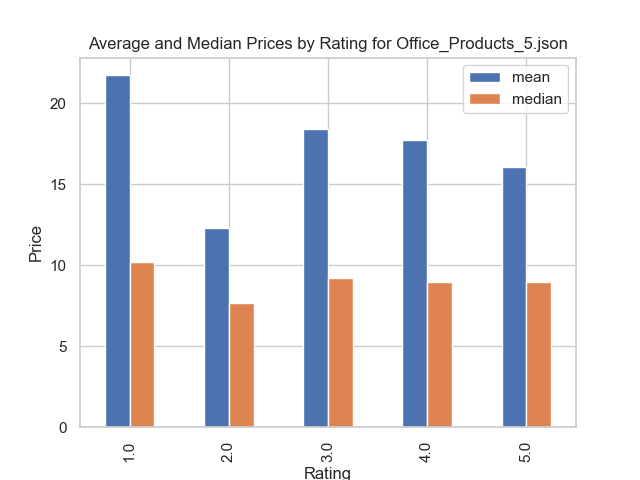 Average and Median Prices by Rating for Office_Products_5.json
mean
median
Price
20
15
10
5
0
1.0
2.0
3.0
4.0
5.0
Rating